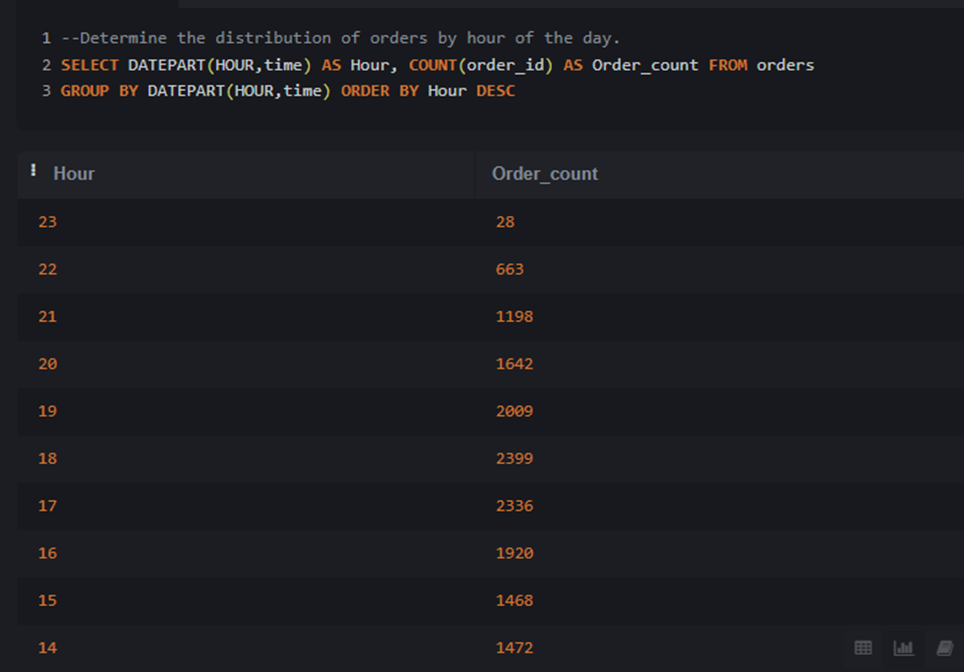 1 --Determine the distribution of orders by hour of the day.
2 SELECT DATEPART(HOUR,time) AS Hour, COUNT(order_id) AS Order_count FROM orders
3 GROUP BY DATEPART(HOUR,time) ORDER BY Hour DESC
Hour Order_count
23 28
22 663
21 1198
20 1642
19 2009
18 2399
17 2336
16 1920
15 1468
14 1472